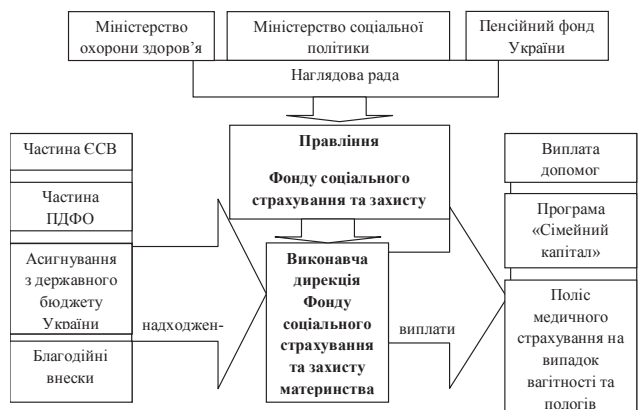 Міністерство
охорони здоров’я
Міністерство соціальної
політики
Пенсійний фонд
України
Наглядова рада
Частина ЄСВ
Частина
ПДФО
Асигнування
з державного
бюджету
України
Благодійні
внески
надходжен-
Правління
Фонду соціального
страхування та захисту
Виконавча
дирекція
Фонду
соціального
страхування
та захисту
материнства
виплати
Виплата
допомог
Програма
«Сімейний
капітал»
Поліс
медичного
страхування на
випадок
вагітності та
пологів